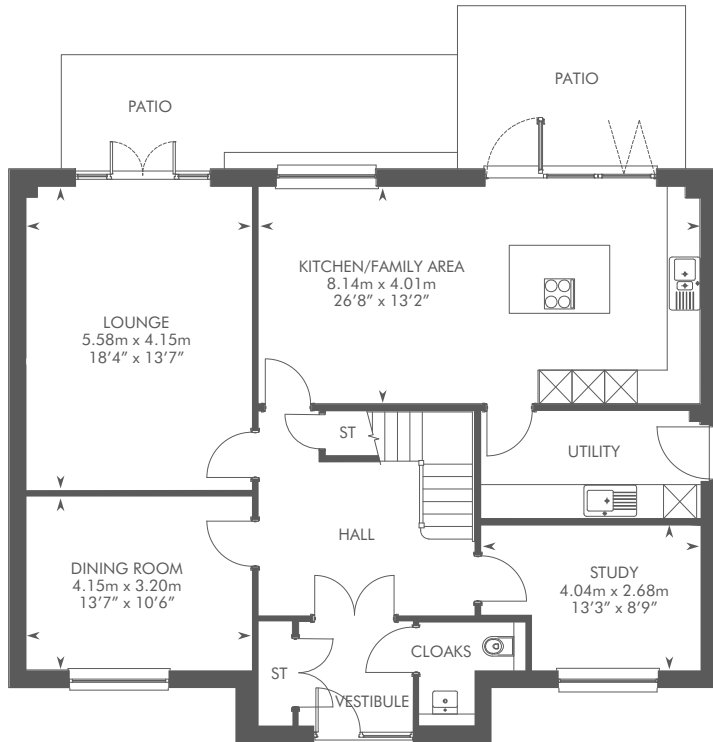 PATIO
PATIO
KITCHEN/FAMILY AREA
8.14m x 4.01m
26’8” x 13’2”
LOUNGE
5.58m x 4.15m
18’4” x 13’7”
ST
UTILITY
HALL
DINING ROOM
4.15m x 3.20m
13’7” x 10’6”
STUDY
4.04m x 2.68m
13’3” x 8’9”
CLOAKS
ST
VESTIBULE